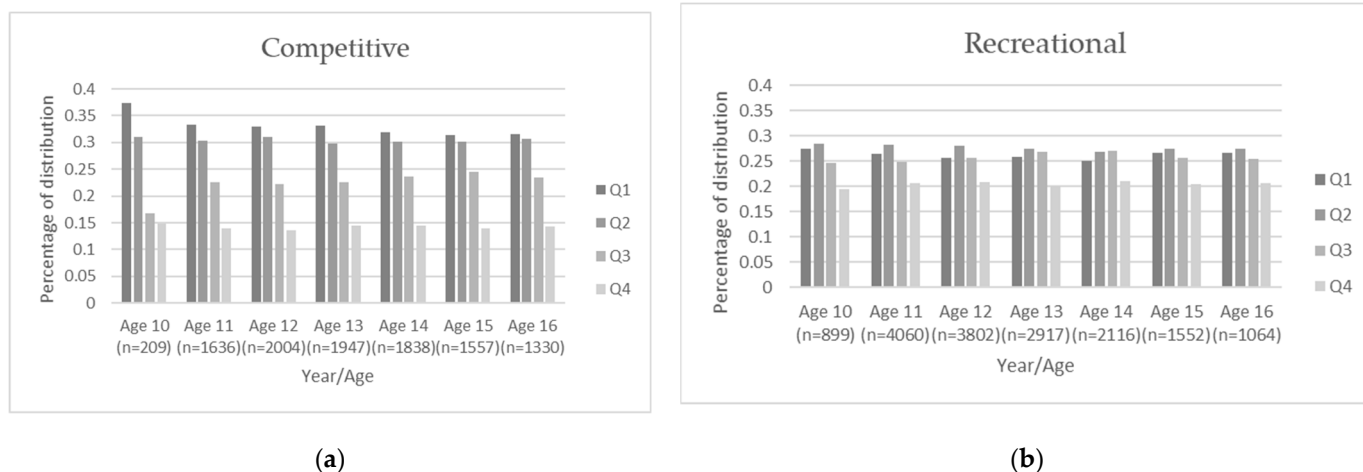 Competitive
Percentage of distribution
0.4
0.35
0.3
0.25
0.2
0.15
0.1
0.05
0
Age 10 Age 11 Age 12 Age 13 Age 14 Age 15 Age 16
(n=209) (n=1636) (n=2004) (n=1947) (n=1838) (n=1557) (n=1330)
Year/Age
Q1
Q2
Q3
Q4
(a)
Recreational
Percentage of distribution
0.4
0.35
0.3
0.25
0.2
0.15
0.1
0.05
0
Age 10 Age 11 Age 12 Age 13 Age 14 Age 15 Age 16
(n=899) (n=4060) (n=3802) (n=2917) (n=2116) (n=1552) (n=1064)
Year/Age
Q1
Q2
Q3
Q4
(b)